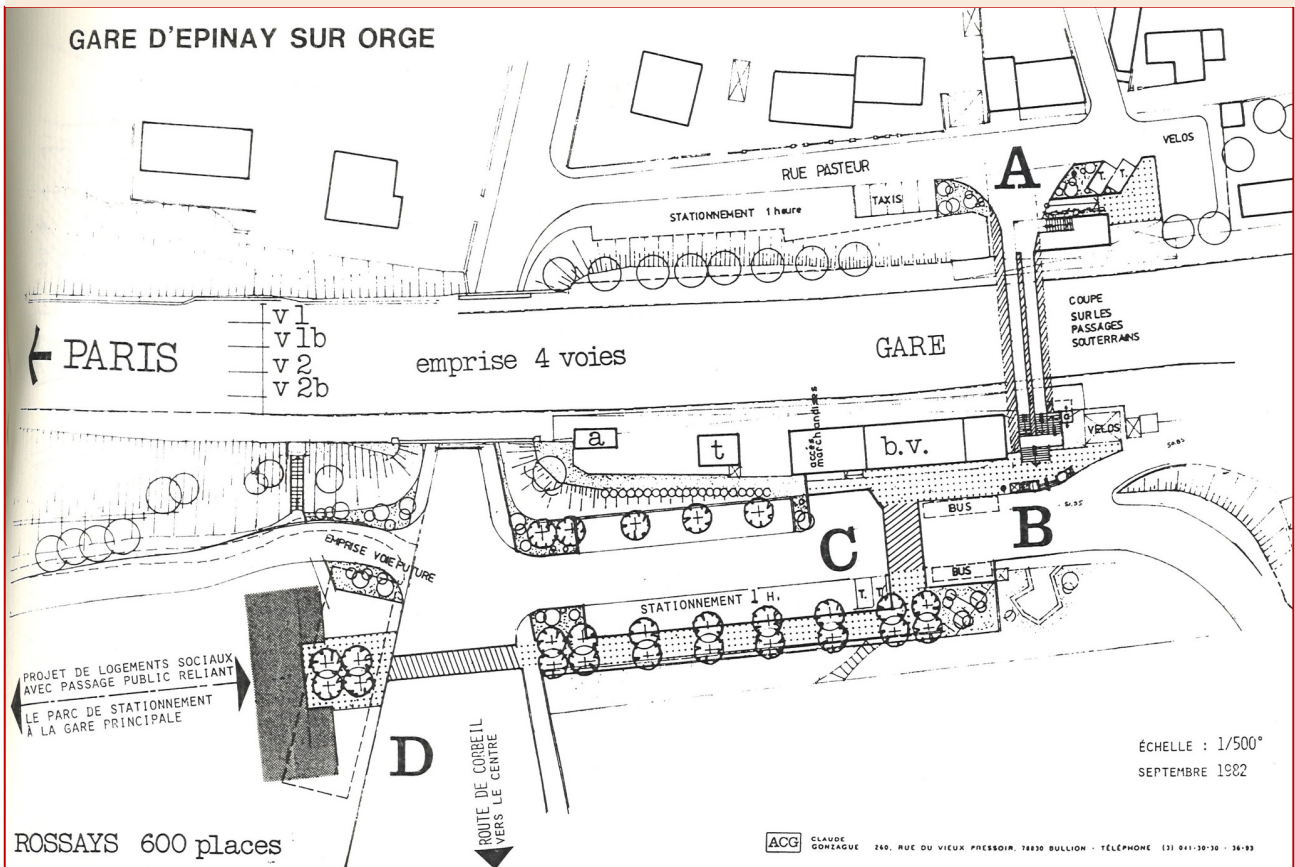 GARE D'EPINAY SUR ORGE
VELOS
A
RUE PASTEUR
T.
T.
TAXIS
STATIONNEMENT 1 heure
COUPE
SUR LES
PASSAGES
SOUTERRAINS
v 1
v 1b
v 2
v 2b
PARIS
emprise 4 voies
GARE
accès
marchandises
a
t
b.v.
VELOS
50.85
BUS
51.35
B
C
EMPRISE VOIE FUTURE
BUS
STATIONNEMENT 1 H.
T.
T.
PROJET DE LOGEMENTS SOCIAUX
AVEC PASSAGE PUBLIC RELIANT
LE PARC DE STATIONNEMENT
À LA GARE PRINCIPALE
D
ROUTE DE CORBEIL
VERS LE CENTRE
ÉCHELLE : 1/500°
SEPTEMBRE 1982
ROSSAYS 600 places
ACG CLAUDE GONZAGUE 260, RUE DU VIEUX PRESSOIR, 78830 BULLION - TÉLÉPHONE (3) 041-30-30 - 36-93